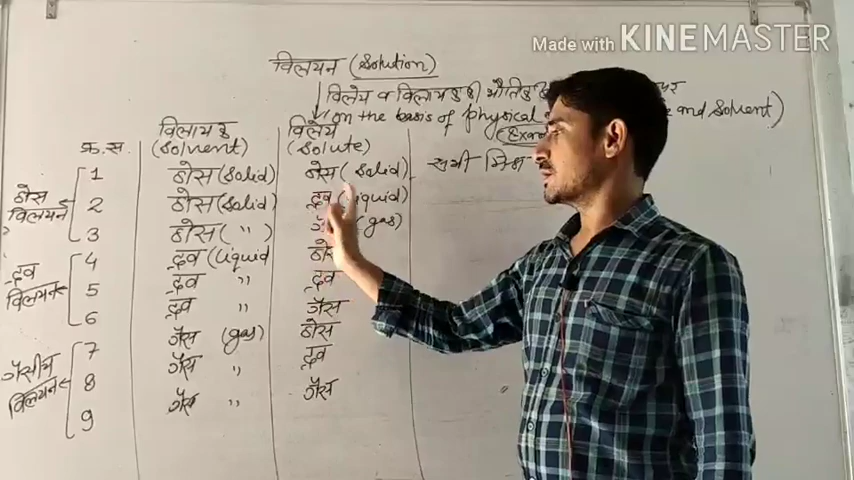 Made with KINEMASTER
विलयन (Solution)
विलेय व विलायक की भौतिक
on the basis of physical and Solvent)
क्र.स. विलायक (Solvent) विलेय (Solute)
ठोस विलयन
1 ठोस (Solid) ठोस (Solid)
2 ठोस (Solid) द्रव (Liquid)
3 ठोस ( " ) (gas)
द्रव विलयन
4 द्रव (Liquid
5 द्रव " द्रव
6 द्रव " गैस
गैसीय विलयन
7 गैस (gas) ठोस
8 गैस " द्रव
9 गैस " गैस